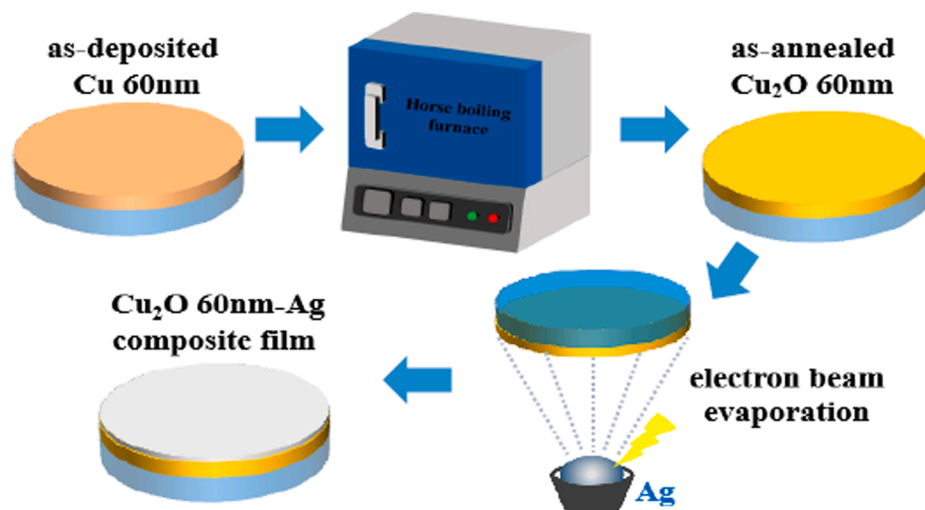 as-deposited
Cu 60nm
Horse boiling
furnace
as-annealed
Cu₂O 60nm
electron beam
evaporation
Ag
Cu₂O 60nm-Ag
composite film